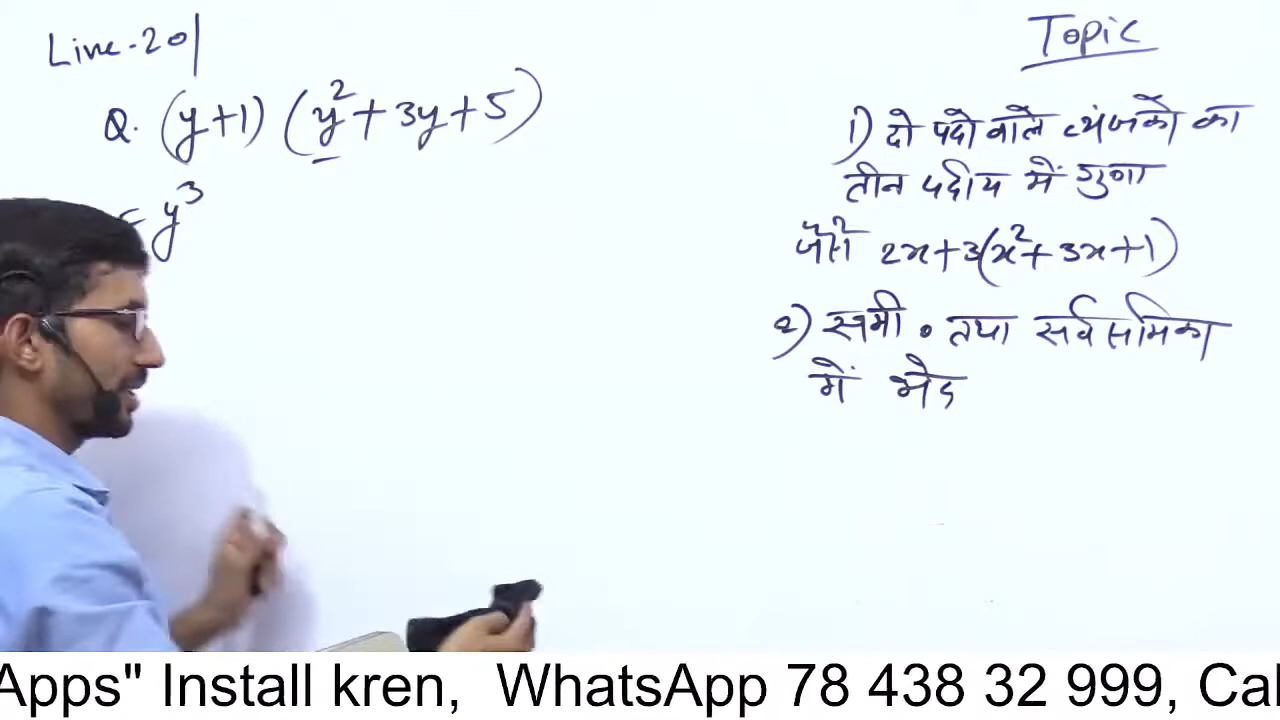 Line-201
Q. (y+1) (y²+3y+5)
= y³
Topic
1) दो पदो वाले व्यंजको का
तीन पदीय में गुणा
जैसे 2x+3(x²+3x+1)
2) समी॰ तथा सर्वसमिका
में भेद
Apps" Install kren, WhatsApp 78 438 32 999, Cal